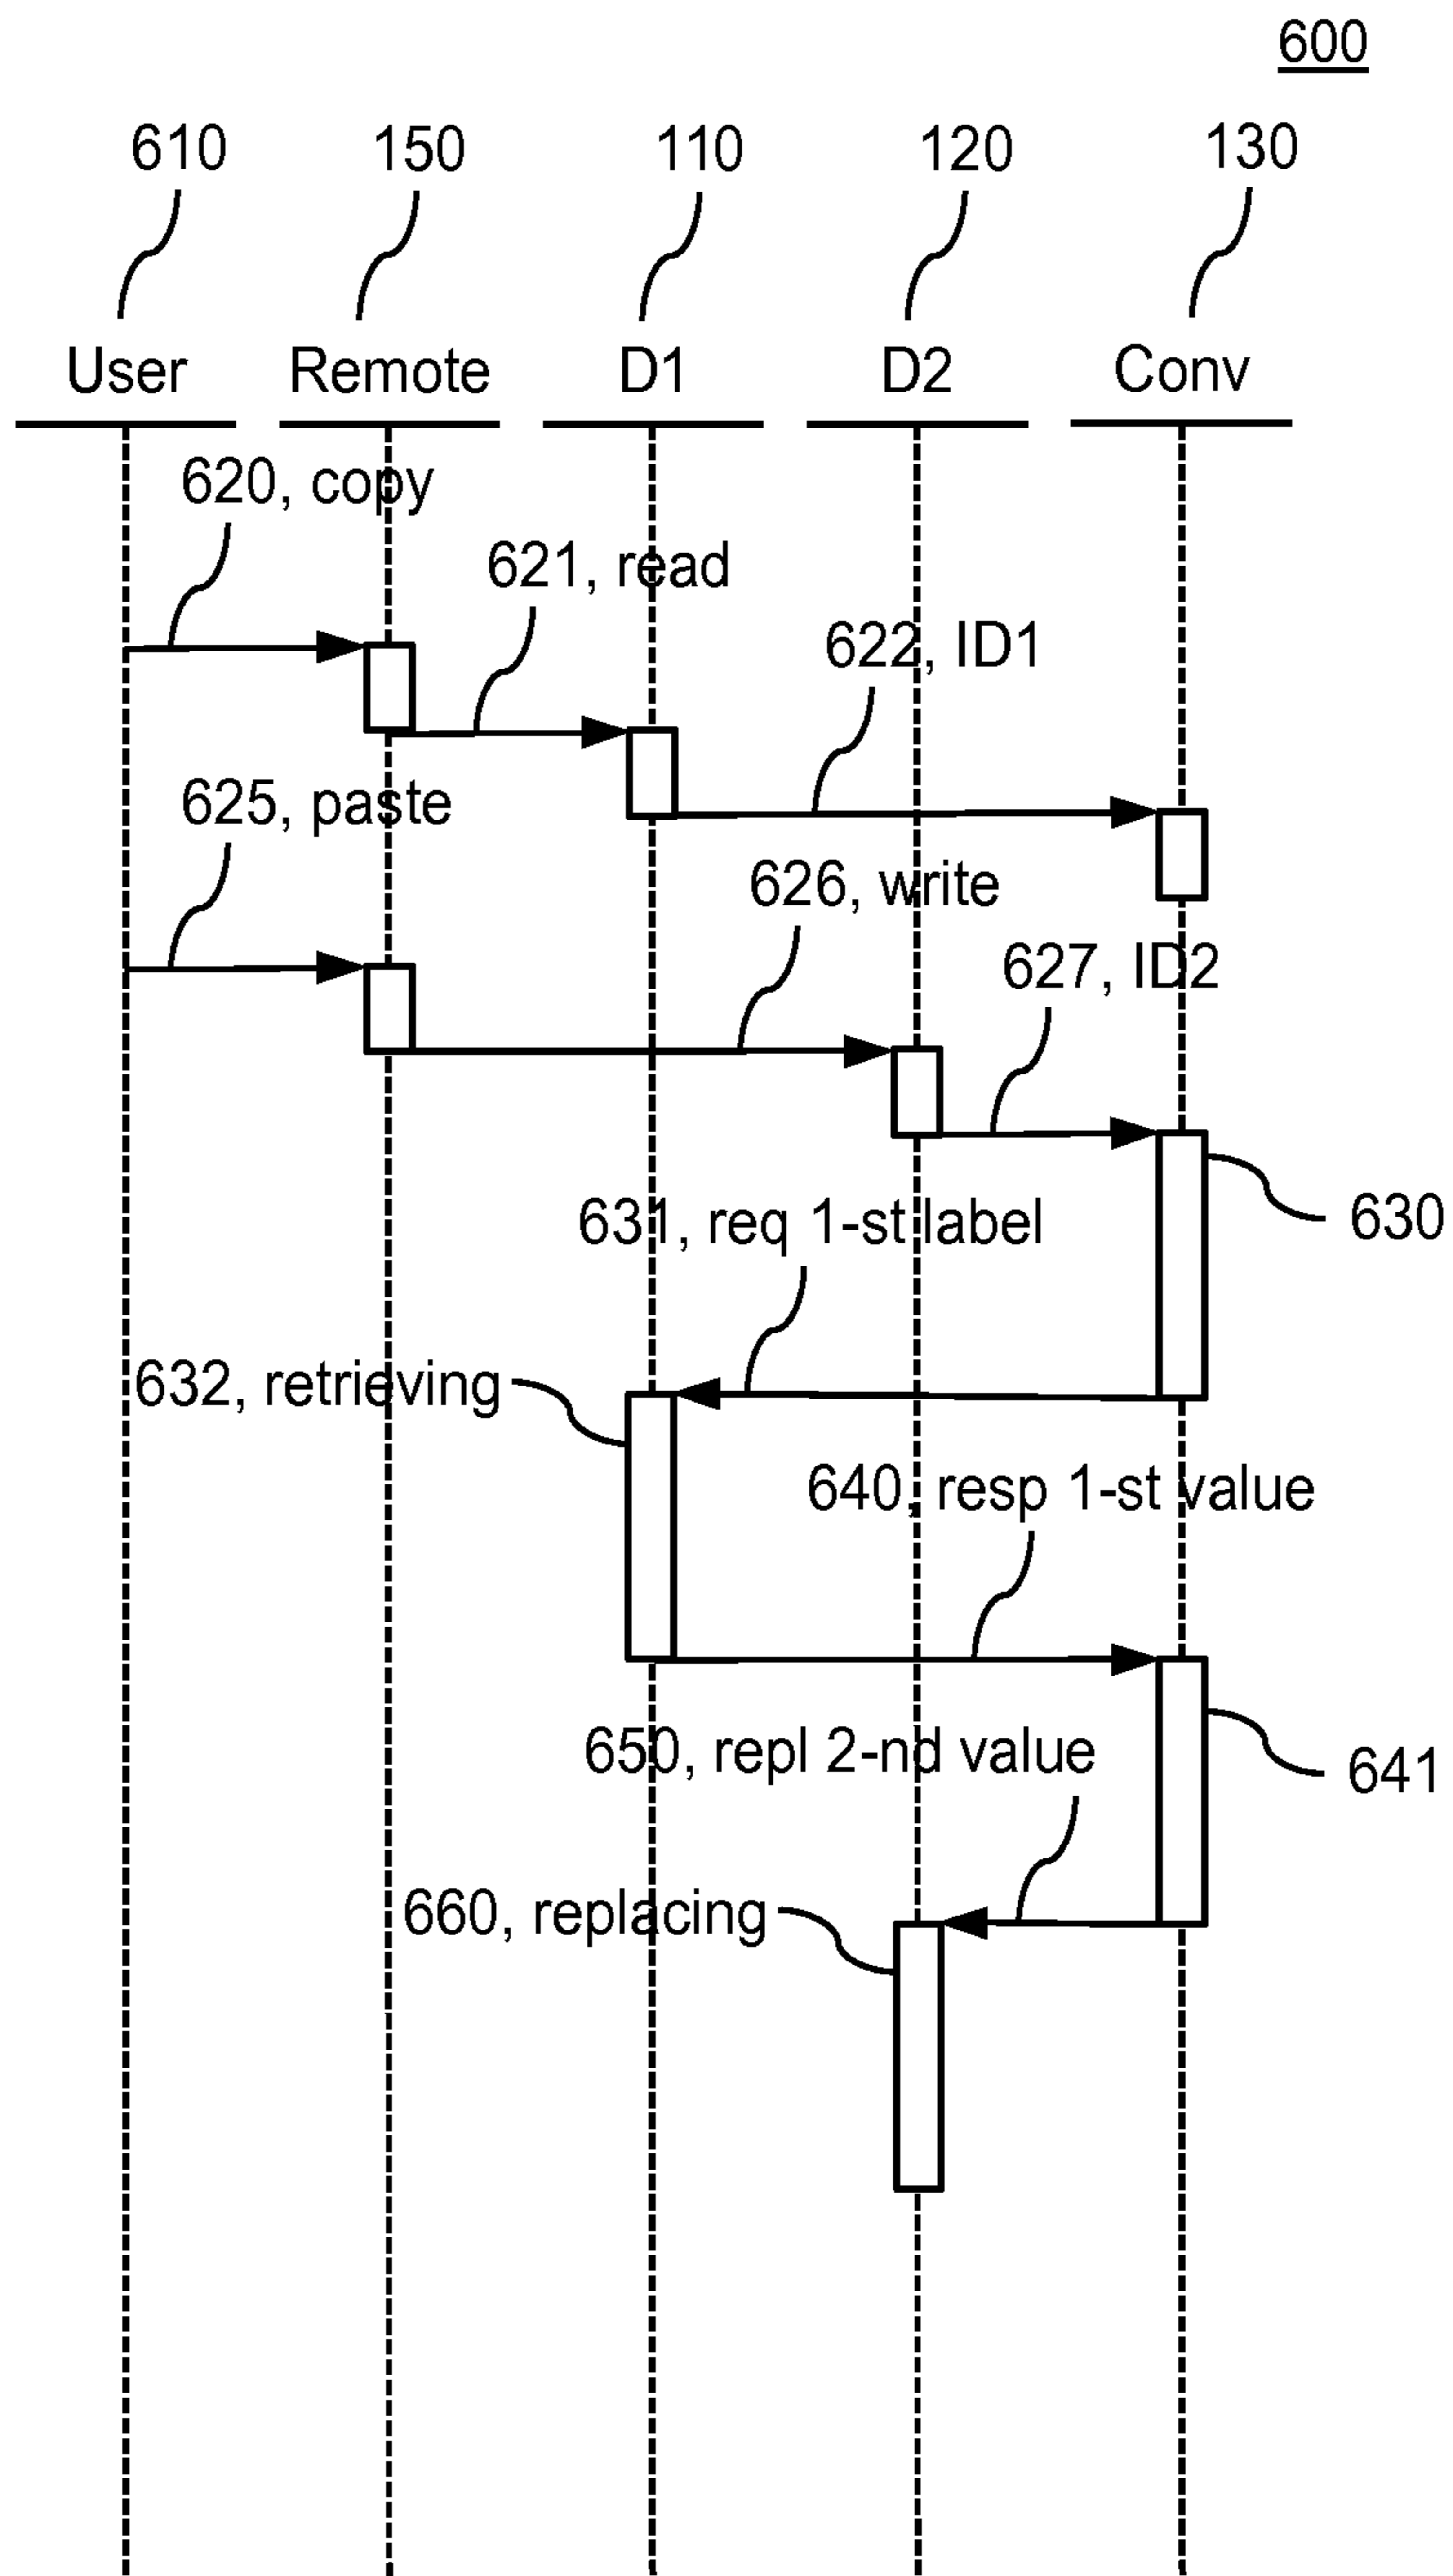 600
610 150 110 120 130
User Remote D1 D2 Conv
620, copy
621, read
622, ID1
625, paste
626, write
627, ID2
631, req 1-st label
630
632, retrieving
640, resp 1-st value
650, repl 2-nd value
641
660, replacing